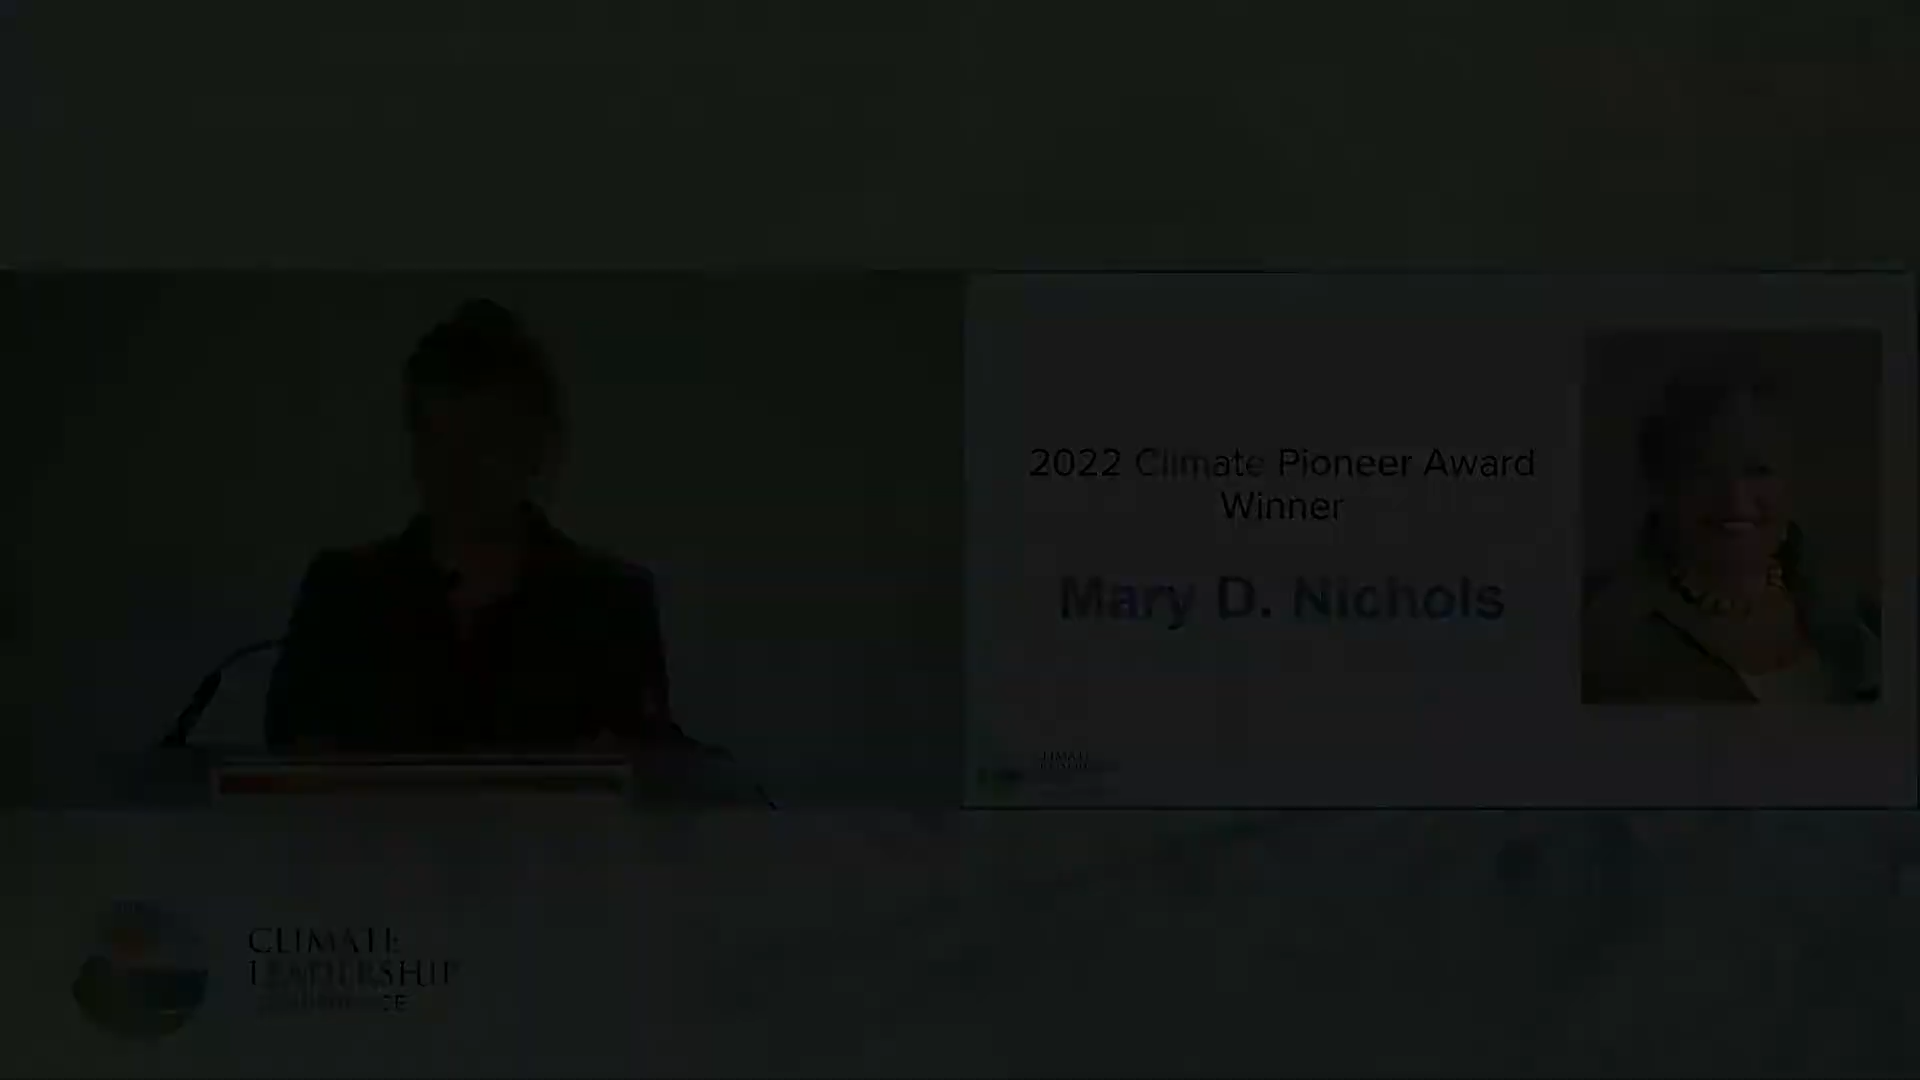 2022 Climate Pioneer Award
Winner
Mary D. Nichols
CLIMATE
LEADERSHIP